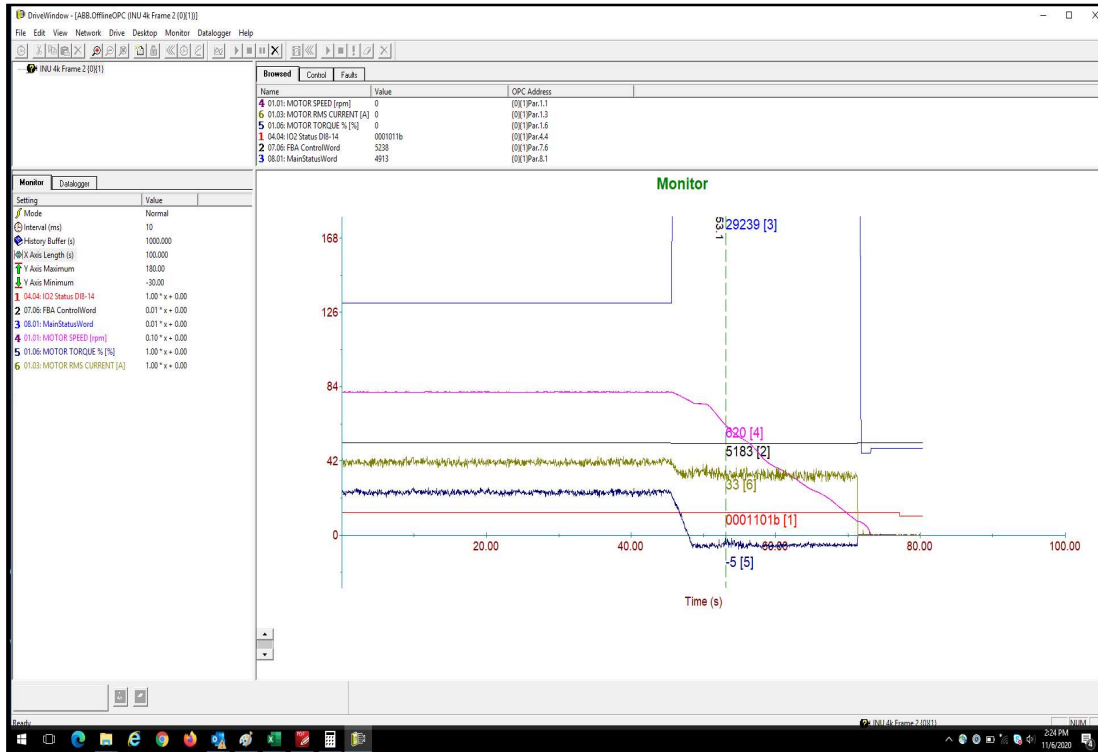 DriveWindow - [ABB.OfflineOPC (INU 4k Frame 2 {0}{1})]
File Edit View Network Drive Desktop Monitor Datalogger Help
INU 4k Frame 2 {0}{1}
Browsed Control Faults
Name Value OPC Address
4 01.01: MOTOR SPEED [rpm] 0 {0}{1}Par.1.1
6 01.03: MOTOR RMS CURRENT [A] 0 {0}{1}Par.1.3
5 01.06: MOTOR TORQUE % [%] 0 {0}{1}Par.1.6
1 04.04: IO2 Status DI8-14 0001011b {0}{1}Par.4.4
2 07.06: FBA ControlWord 5238 {0}{1}Par.7.6
3 08.01: MainStatusWord 4913 {0}{1}Par.8.1
Monitor Datalogger
Setting Value
Mode Normal
Interval (ms) 10
History Buffer (s) 1000.000
X Axis Length (s) 100.000
Y Axis Maximum 180.00
Y Axis Minimum -30.00
1 04.04: IO2 Status DI8-14 1.00 * x + 0.00
2 07.06: FBA ControlWord 0.01 * x + 0.00
3 08.01: MainStatusWord 0.01 * x + 0.00
4 01.01: MOTOR SPEED [rpm] 0.10 * x + 0.00
5 01.06: MOTOR TORQUE % [%] 1.00 * x + 0.00
6 01.03: MOTOR RMS CURRENT [A] 1.00 * x + 0.00
Monitor
53.1
29239 [3]
168
126
84
620 [4]
5183 [2]
42
33 [6]
0001101b [1]
0
20.00 40.00 60.00 80.00 100.00
-5 [5]
Time (s)
Ready
INU 4k Frame 2 {0}{1}
NUM
2:24 PM
11/6/2020